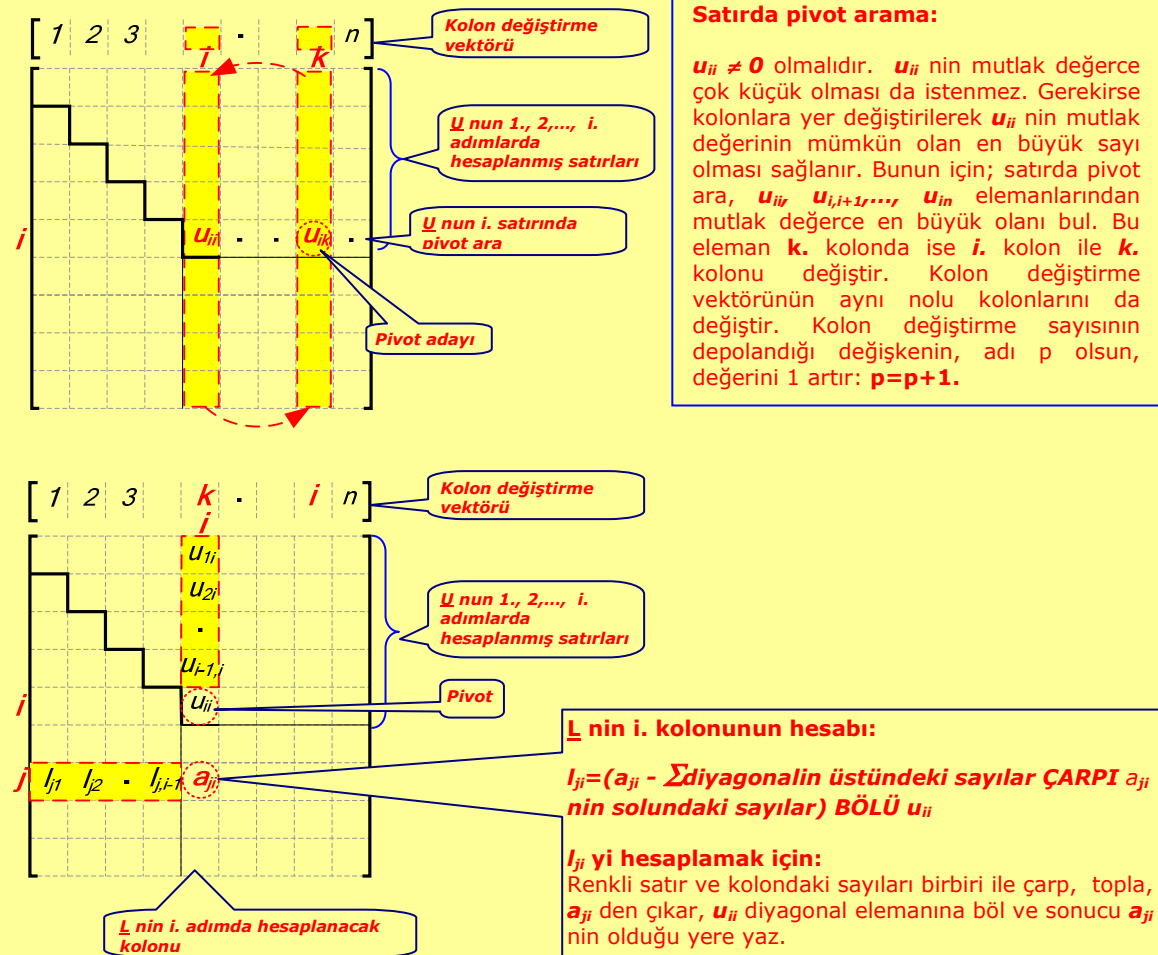 1 2 3 . n
Kolon değiştirme
vektörü
i k
U nun 1., 2,..., i.
adımlarda
hesaplanmış satırları
i uii . . uik .
U nun i. satırında
pivot ara
Pivot adayı
Satırda pivot arama:
uii ≠ 0 olmalıdır. uii nin mutlak değerce
çok küçük olması da istenmez. Gerekirse
kolonlara yer değiştirilerek uii nin mutlak
değerinin mümkün olan en büyük sayı
olması sağlanır. Bunun için; satırda pivot
ara, uii, ui,i+1,..., uin elemanlarından
mutlak değerce en büyük olanı bul. Bu
eleman k. kolonda ise i. kolon ile k.
kolonu değiştir. Kolon değiştirme
vektörünün aynı nolu kolonlarını da
değiştir. Kolon değiştirme sayısının
depolandığı değişkenin, adı p olsun,
değerini 1 artır: p=p+1.
1 2 3 k . i n
Kolon değiştirme
vektörü
i
u1i
u2i
.
ui-1,i
i uii
U nun 1., 2,..., i.
adımlarda
hesaplanmış satırları
Pivot
j lj1 lj2 . lj,i-1 aji
L nin i. adımda hesaplanacak
kolonu
L nin i. kolonunun hesabı:
lji=(aji - ∑diyagonalin üstündeki sayılar ÇARPI aji
nin solundaki sayılar) BÖLÜ uii
lji yi hesaplamak için:
Renkli satır ve kolondaki sayıları birbiri ile çarp, topla,
aji den çıkar, uii diyagonal elemanına böl ve sonucu aji
nin olduğu yere yaz.